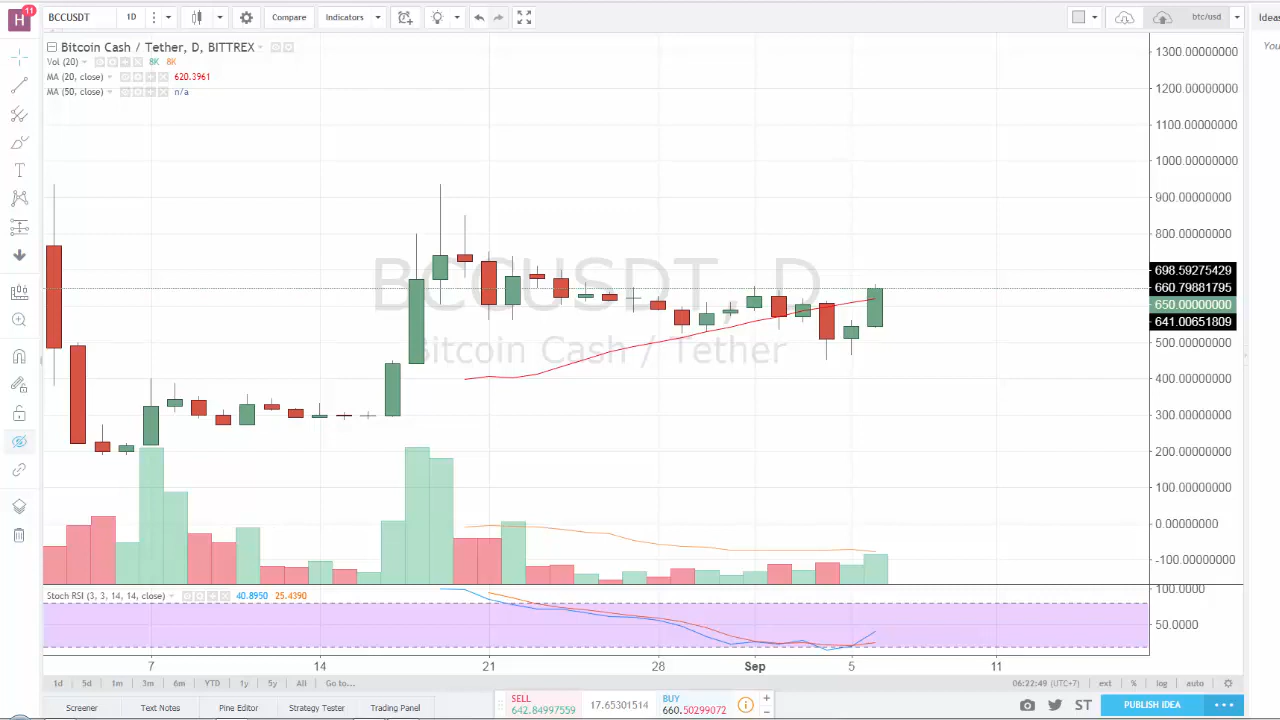 H 11
BCCUSDT 1D Compare Indicators btc/usd Ideas
You
Bitcoin Cash / Tether, D, BITTREX
Vol (20) 8K 8K
MA (20, close) 620.3961
MA (50, close) n/a
BCCUSDT, D
Bitcoin Cash / Tether
1300.00000000
1200.00000000
1100.00000000
1000.00000000
900.00000000
800.00000000
698.59275429
660.79881795
650.00000000
641.00651809
500.00000000
400.00000000
300.00000000
200.00000000
100.00000000
0.00000000
-100.00000000
Stoch RSI (3, 3, 14, 14, close) 40.8950 25.4390
100.0000
50.0000
7 14 21 28 Sep 5 11
1d 5d 1m 3m 6m YTD 1y 5y All Go to... 06:22:49 (UTC+7) ext % log auto
Screener Text Notes Pine Editor Strategy Tester Trading Panel
SELL
642.84997559
17.65301514
BUY
660.50299072
ST PUBLISH IDEA